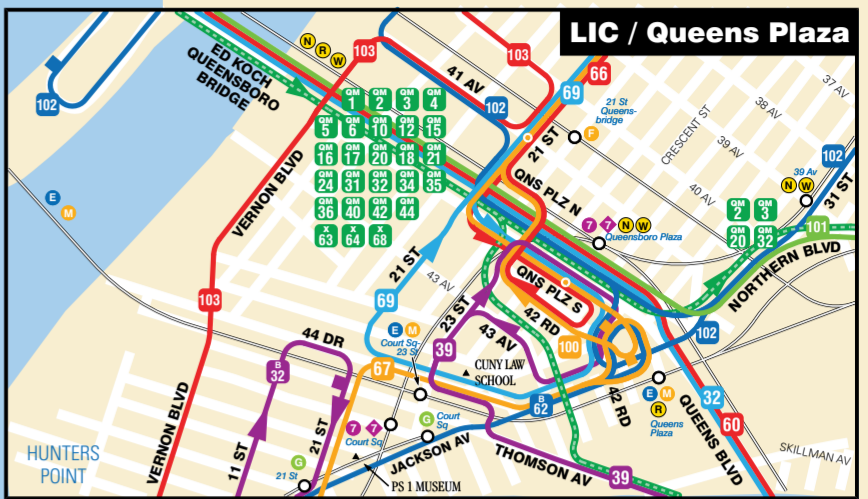 LIC / Queens Plaza
ED KOCH
QUEENSBORO
BRIDGE
N R W
103
103
41 AV
102
102
69
66
21 St
Queens-
bridge
F
21 ST
37 AV
38 AV
39 AV
40 AV
CRESCENT ST
102
31 ST
39 Av
N W
QM 1
QM 2
QM 3
QM 4
QM 5
QM 6
QM 10
QM 12
QM 15
QM 16
QM 17
QM 20
QM 18
QM 21
QM 24
QM 31
QM 32
QM 34
QM 35
QM 36
QM 40
QM 42
QM 44
X 63
X 64
X 68
VERNON BLVD
QNS PLZ N
7 7 N W
Queensboro Plaza
QM 2
QM 3
QM 20
QM 32
101
NORTHERN BLVD
E M
21 ST
43 AV
69
QNS PLZ S
42 RD
100
23 ST
43 AV
39
103
44 DR
E M
Court Sq-
23 St
B 32
67
CUNY LAW
SCHOOL
B 62
42 RD
102
E M
R
Queens
Plaza
32
60
QUEENS BLVD
SKILLMAN AV
VERNON BLVD
11 ST
21 ST
7 7
Court Sq
G
Court
Sq
JACKSON AV
THOMSON AV
39
HUNTERS
POINT
G
21 St
PS 1 MUSEUM